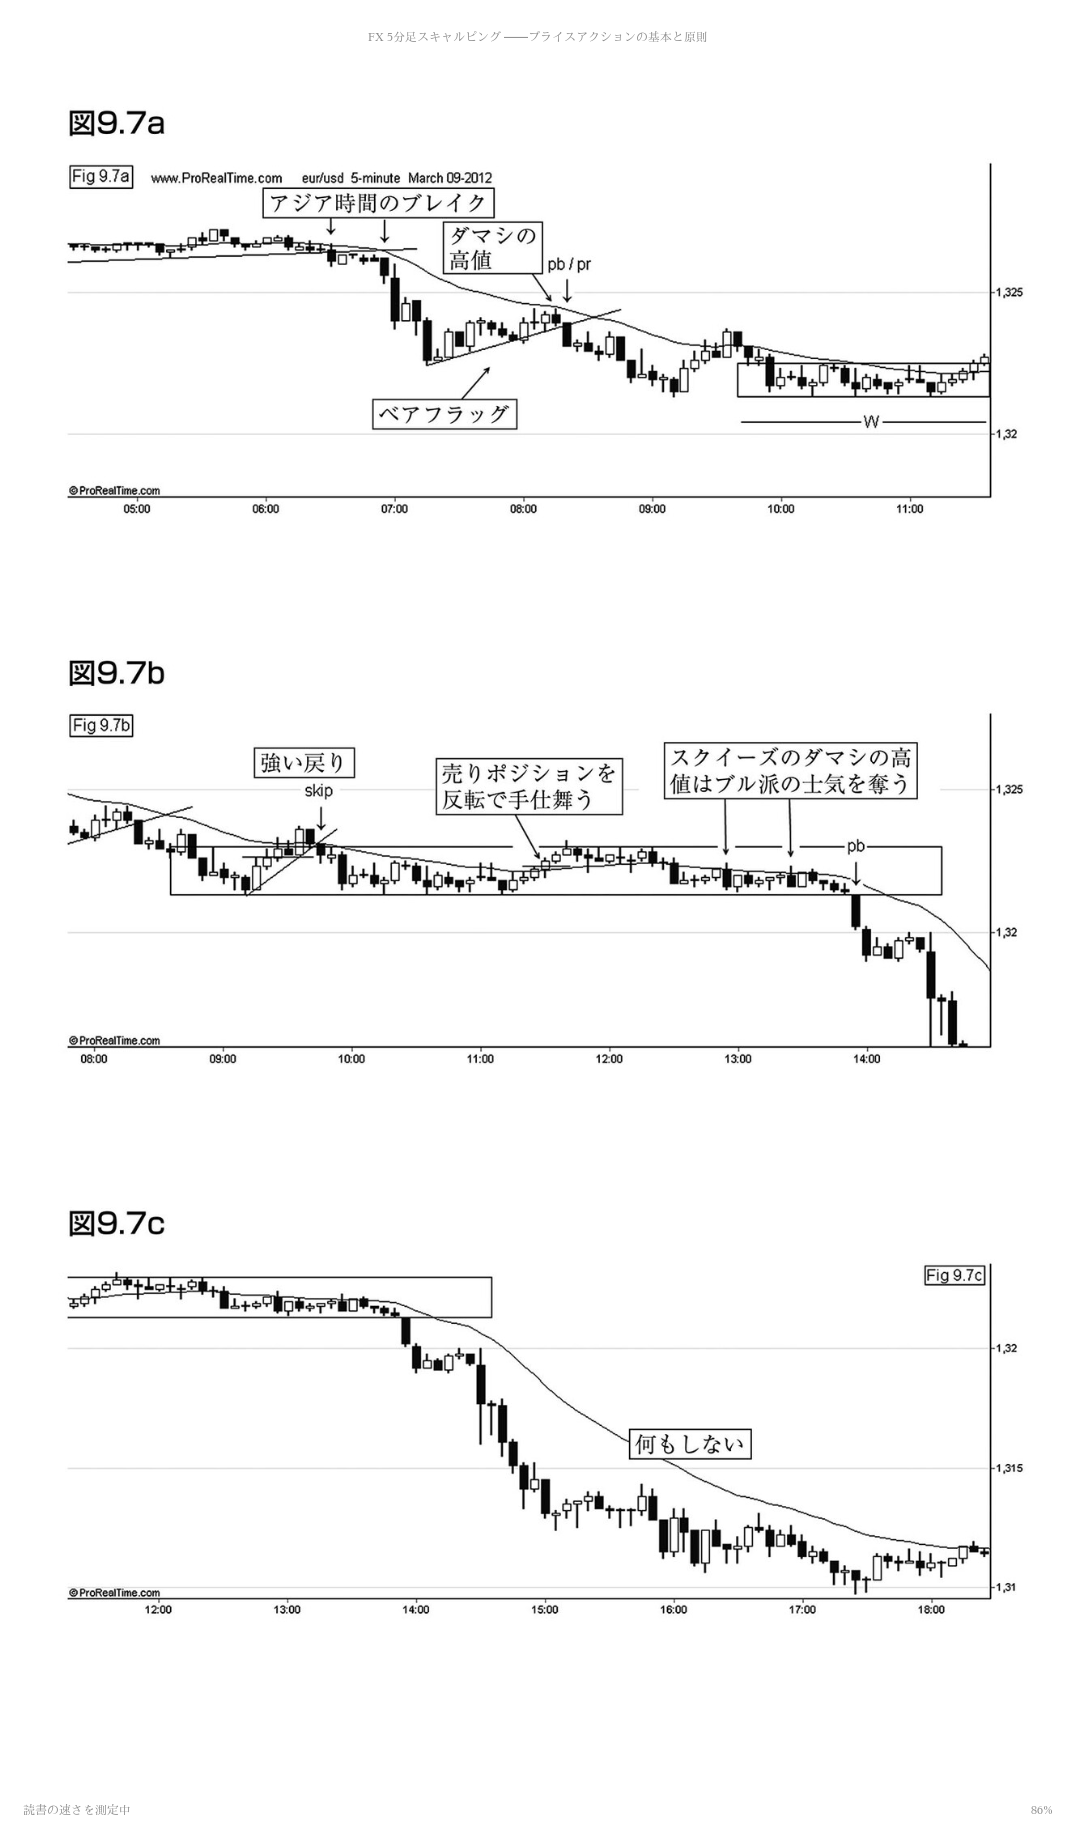 FX 5分足スキャルピング ――プライスアクションの基本と原則
図9.7a
Fig 9.7a www.ProRealTime.com eur/usd 5-minute March 09-2012
アジア時間のブレイク
ダマシの
高値
pb / pr
1,325
ベアフラッグ
W
1,32
©ProRealTime.com
05:00 06:00 07:00 08:00 09:00 10:00 11:00
図9.7b
Fig 9.7b
強い戻り
skip
売りポジションを
反転で手仕舞う
スクイーズのダマシの高
値はブル派の士気を奪う
1,325
pb
1,32
©ProRealTime.com
08:00 09:00 10:00 11:00 12:00 13:00 14:00
図9.7c
Fig 9.7c
1,32
何もしない
1,315
1,31
©ProRealTime.com
12:00 13:00 14:00 15:00 16:00 17:00 18:00
読書の速さを測定中
86%